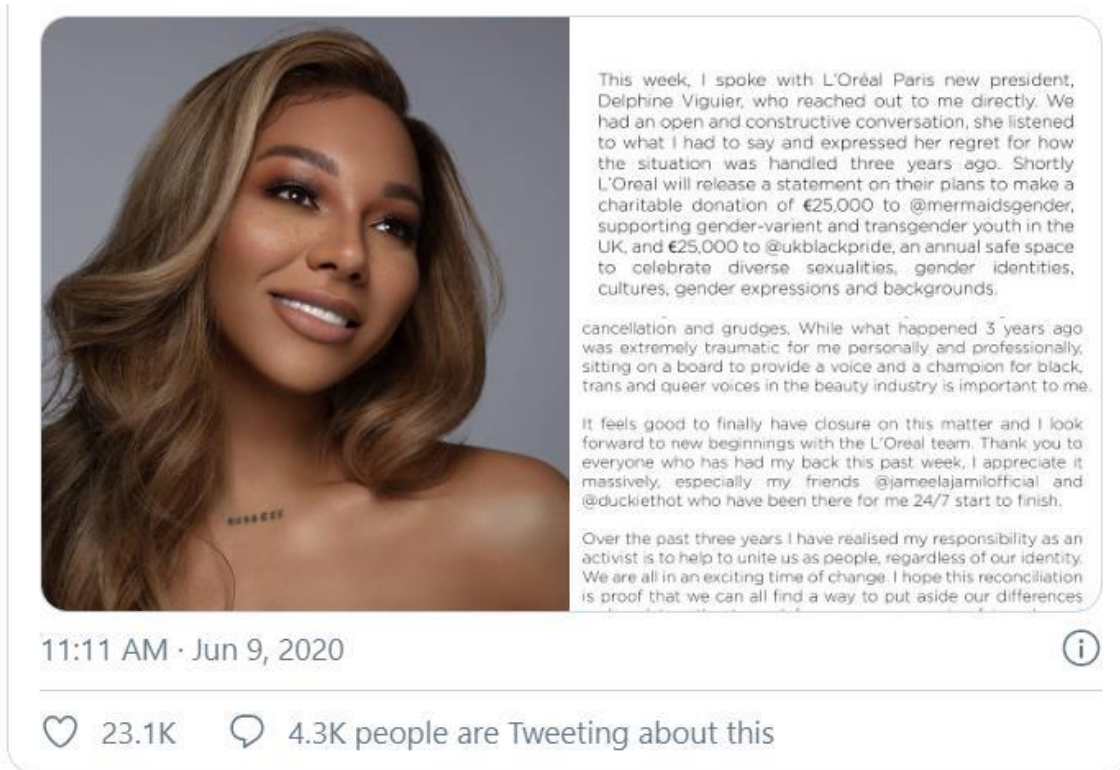 This week, I spoke with L'Oréal Paris new president,
Delphine Viguier, who reached out to me directly. We
had an open and constructive conversation, she listened
to what I had to say and expressed her regret for how
the situation was handled three years ago. Shortly
L'Oreal will release a statement on their plans to make a
charitable donation of €25,000 to @mermaidsgender,
supporting gender-varient and transgender youth in the
UK, and €25,000 to @ukblackpride, an annual safe space
to celebrate diverse sexualities, gender identities,
cultures, gender expressions and backgrounds.
cancellation and grudges. While what happened 3 years ago
was extremely traumatic for me personally and professionally,
sitting on a board to provide a voice and a champion for black,
trans and queer voices in the beauty industry is important to me.
It feels good to finally have closure on this matter and I look
forward to new beginnings with the L'Oreal team. Thank you to
everyone who has had my back this past week, I appreciate it
massively, especially my friends @jameelajamilofficial and
@duckiethot who have been there for me 24/7 start to finish.
Over the past three years I have realised my responsibility as an
activist is to help to unite us as people, regardless of our identity.
We are all in an exciting time of change. I hope this reconciliation
is proof that we can all find a way to put aside our differences
11:11 AM · Jun 9, 2020
23.1K
4.3K people are Tweeting about this